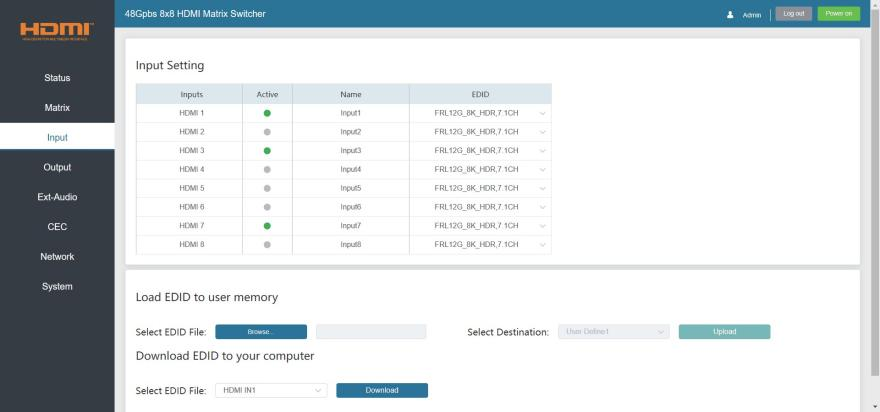 HDMI
48Gpbs 8x8 HDMI Matrix Switcher
Admin
Log out
Power on
Status
Matrix
Input
Output
Ext-Audio
CEC
Network
System
Input Setting
Inputs Active Name EDID
HDMI 1 Input1 FRL12G_8K_HDR,7.1CH
HDMI 2 Input2 FRL12G_8K_HDR,7.1CH
HDMI 3 Input3 FRL12G_8K_HDR,7.1CH
HDMI 4 Input4 FRL12G_8K_HDR,7.1CH
HDMI 5 Input5 FRL12G_8K_HDR,7.1CH
HDMI 6 Input6 FRL12G_8K_HDR,7.1CH
HDMI 7 Input7 FRL12G_8K_HDR,7.1CH
HDMI 8 Input8 FRL12G_8K_HDR,7.1CH
Load EDID to user memory
Select EDID File: Browse... Select Destination: User Define1 Upload
Download EDID to your computer
Select EDID File: HDMI IN1 Download